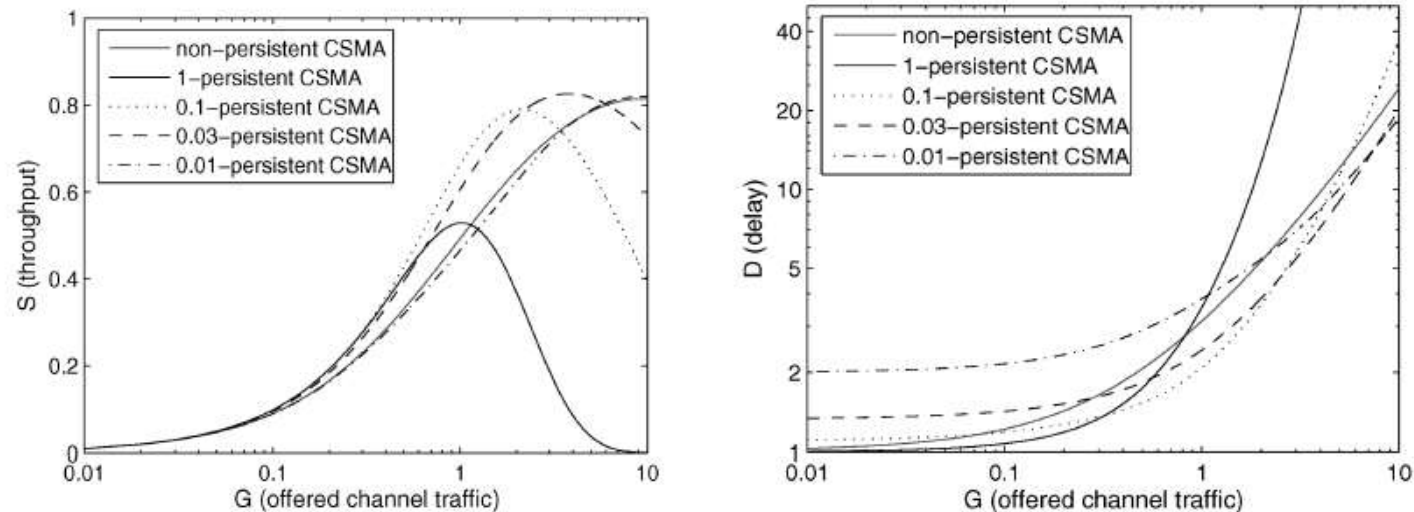 1
0.8
0.6
0.4
0.2
0
S (throughput)
non-persistent CSMA
1-persistent CSMA
0.1-persistent CSMA
0.03-persistent CSMA
0.01-persistent CSMA
0.01
0.1
1
10
G (offered channel traffic)
40
20
10
5
2
1
D (delay)
non-persistent CSMA
1-persistent CSMA
0.1-persistent CSMA
0.03-persistent CSMA
0.01-persistent CSMA
0.01
0.1
1
10
G (offered channel traffic)